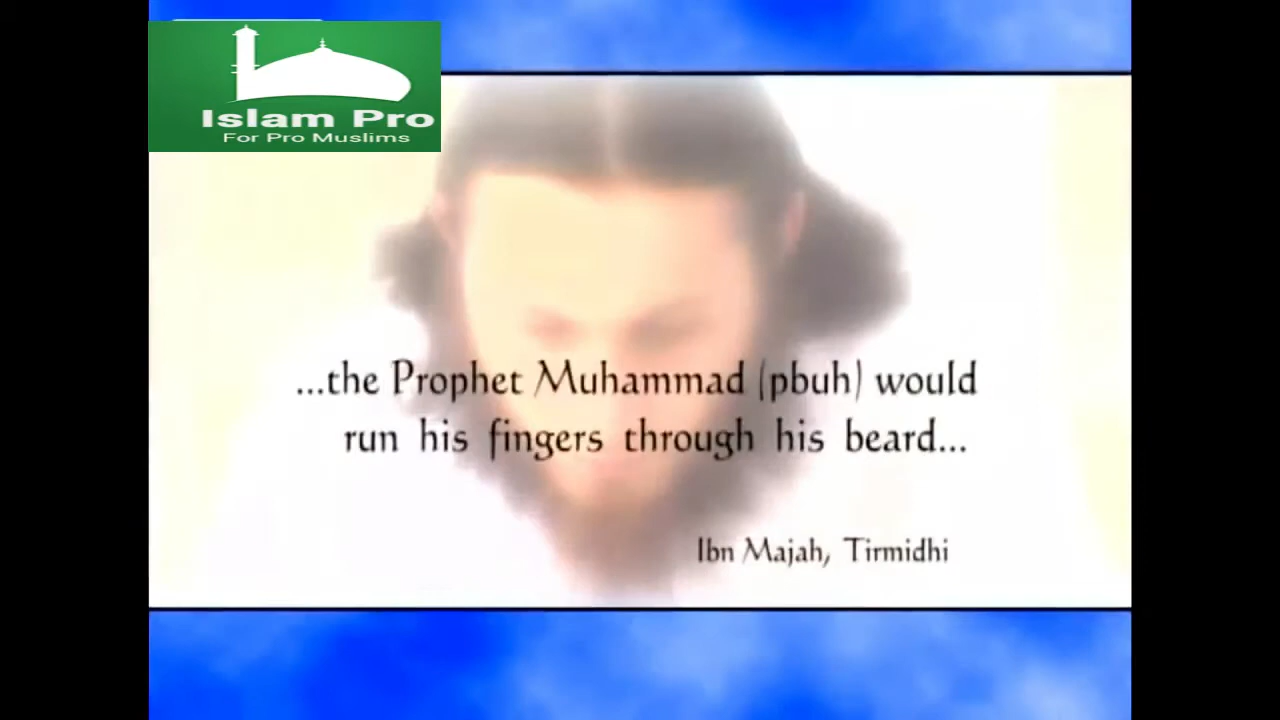 Islam Pro
For Pro Muslims
...the Prophet Muhammad (pbuh) would
run his fingers through his beard...
Ibn Majah, Tirmidhi